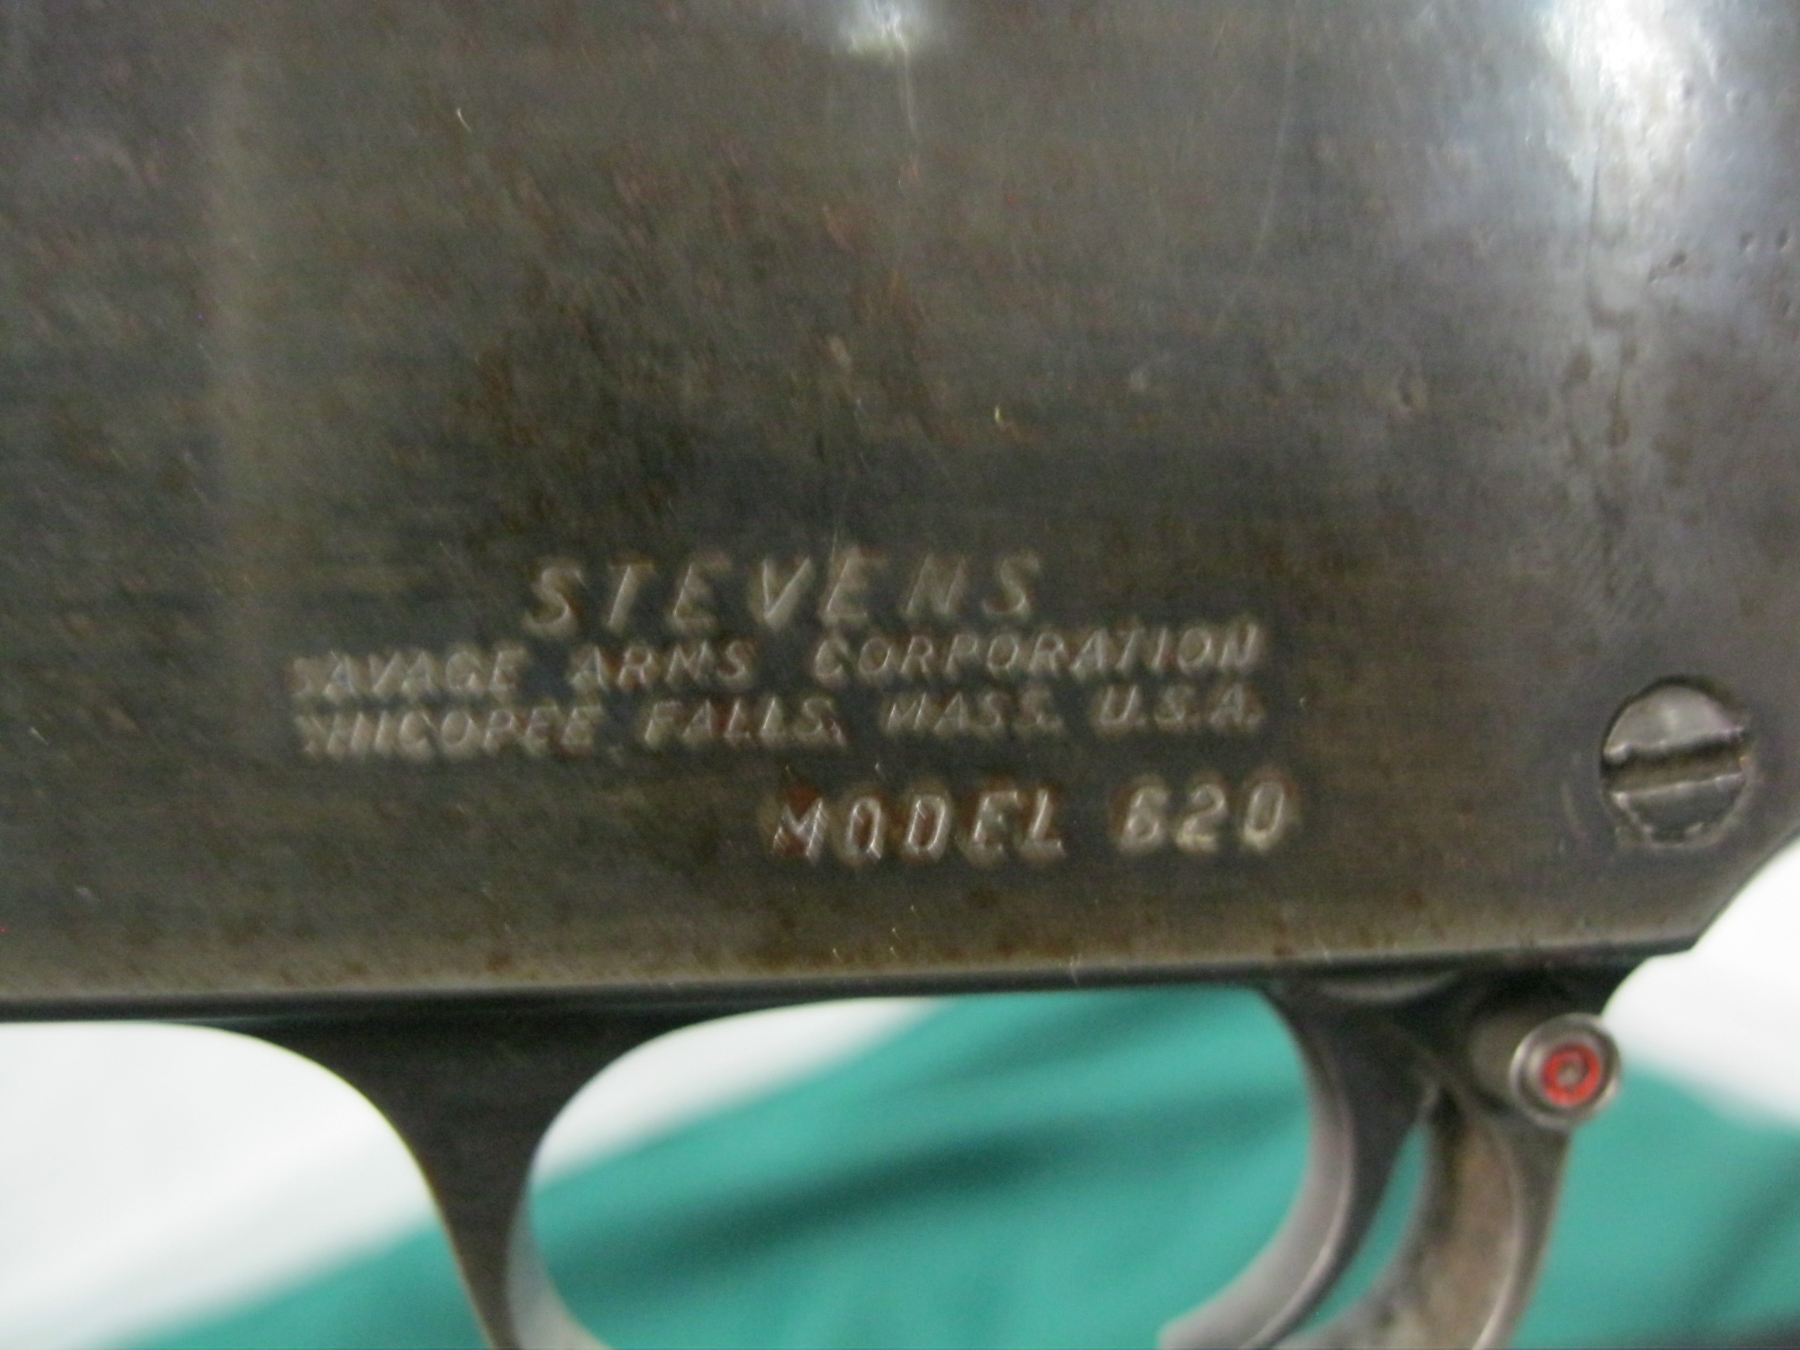 STEVENS
SAVAGE ARMS CORPORATION
CHICOPEE FALLS, MASS. U.S.A.
MODEL 620